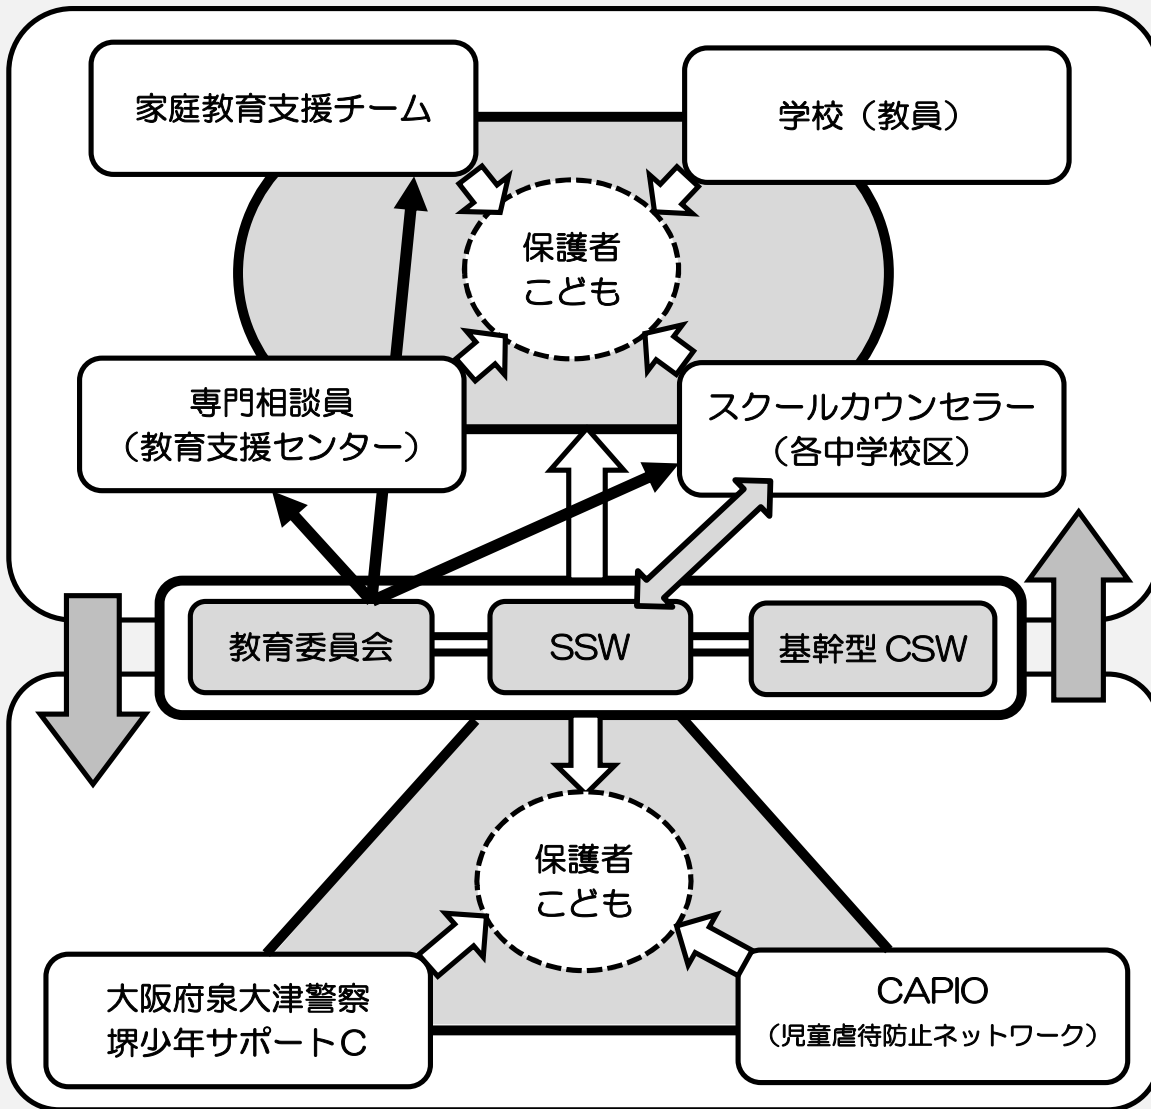 家庭教育支援チーム
学校（教員）
保護者
こども
専門相談員
（教育支援センター）
スクールカウンセラー
（各中学校区）
教育委員会
SSW
基幹型 CSW
保護者
こども
大阪府泉大津警察
堺少年サポートC
CAPIO
（児童虐待防止ネットワーク）